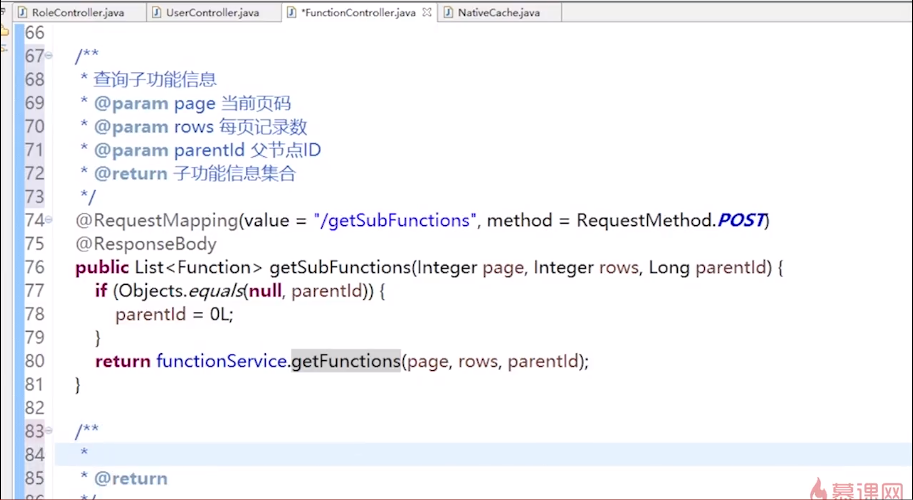 RoleController.java UserController.java *FunctionController.java NativeCache.java
66
67 /**
68 * 查询子功能信息
69 * @param page 当前页码
70 * @param rows 每页记录数
71 * @param parentId 父节点ID
72 * @return 子功能信息集合
73 */
74 @RequestMapping(value = "/getSubFunctions", method = RequestMethod.POST)
75 @ResponseBody
76 public List<Function> getSubFunctions(Integer page, Integer rows, Long parentId) {
77 if (Objects.equals(null, parentId)) {
78 parentId = 0L;
79 }
80 return functionService.getFunctions(page, rows, parentId);
81 }
82
83 /**
84 *
85 * @return
86 */
慕课网